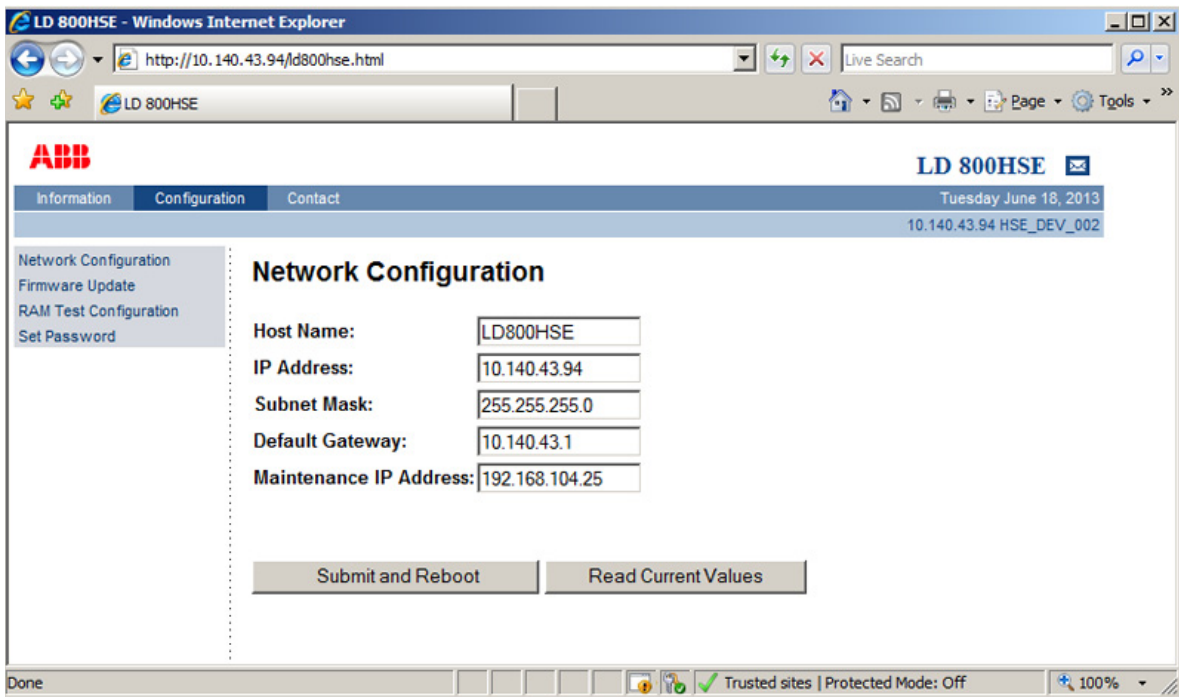 LD 800HSE - Windows Internet Explorer
http://10.140.43.94/ld800hse.html
Live Search
LD 800HSE
Page
Tools
ABB
LD 800HSE
Information Configuration Contact Tuesday June 18, 2013
10.140.43.94 HSE_DEV_002
Network Configuration
Firmware Update
RAM Test Configuration
Set Password
Network Configuration
Host Name: LD800HSE
IP Address: 10.140.43.94
Subnet Mask: 255.255.255.0
Default Gateway: 10.140.43.1
Maintenance IP Address: 192.168.104.25
Submit and Reboot Read Current Values
Done Trusted sites | Protected Mode: Off 100%